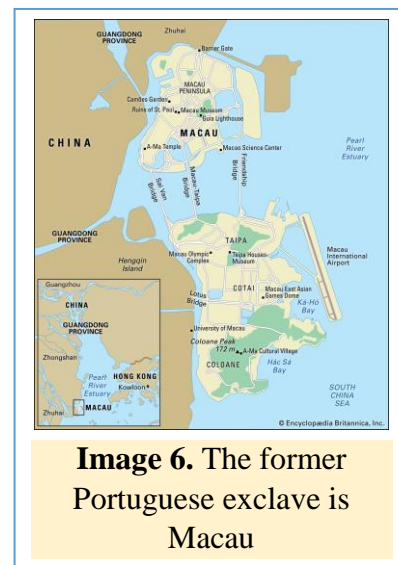 Zhuhai
GUANGDONG
PROVINCE
Barrier Gate
MACAU
PENINSULA
Camões Garden
Ruins of St. Paul
Macau Museum
Guia Lighthouse
MACAU
CHINA
A-Ma Temple
Macao Science Center
Pearl
River
Estuary
Sai Van
Bridge
Macau-Taipa
Bridge
Friendship
Bridge
GUANGDONG
PROVINCE
TAIPA
Macau
International
Airport
Hengqin
Island
Macau Olympic
Complex
Taipa Houses-
Museum
COTAI
Lotus
Bridge
Macau East Asian
Games Dome
Ka-Hó
Bay
University of Macau
Coloane Peak
172 m
A-Ma Cultural Village
COLOANE
Hác Sá
Bay
SOUTH
CHINA
SEA
Guangzhou
CHINA
GUANGDONG
PROVINCE
Zhongshan
HONG KONG
Pearl
River
Estuary
Kowloon
MACAU
Zhuhai
© Encyclopædia Britannica, Inc.
Image 6. The former
Portuguese exclave is
Macau